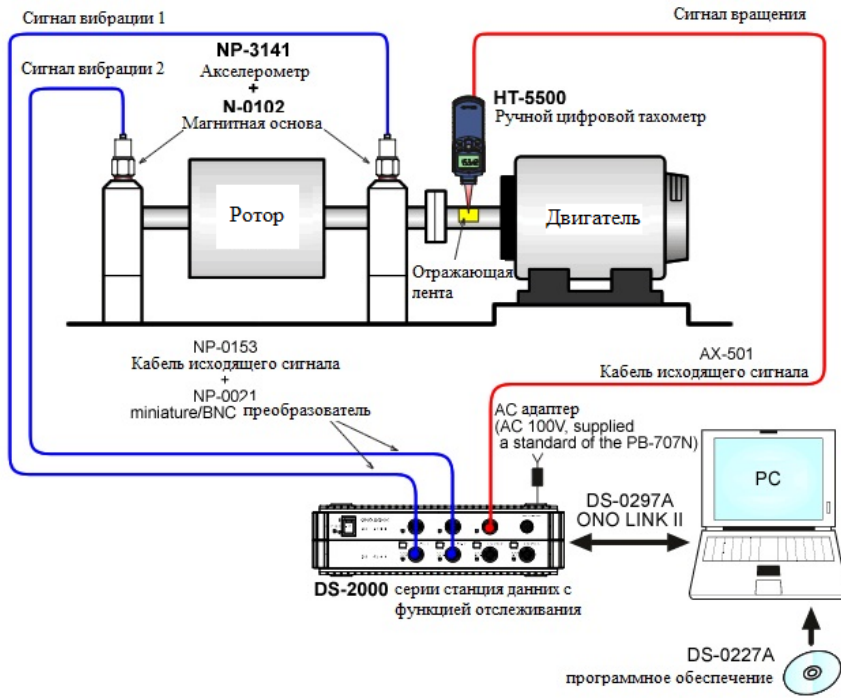 Сигнал вибрации 1
Сигнал вращения
NP-3141
Акселерометр
+
N-0102
Магнитная основа
Сигнал вибрации 2
HT-5500
Ручной цифровой тахометр
Ротор
Двигатель
Отражающая
лента
NP-0153
Кабель исходящего сигнала
+
NP-0021
miniature/BNC преобразователь
AX-501
Кабель исходящего сигнала
AC адаптер
(AC 100V, supplied
a standard of the PB-707N)
PC
DS-0297A
ONO LINK II
DS-2000 серии станция данних с
функцией отслеживания
DS-0227A
программное обеспечение